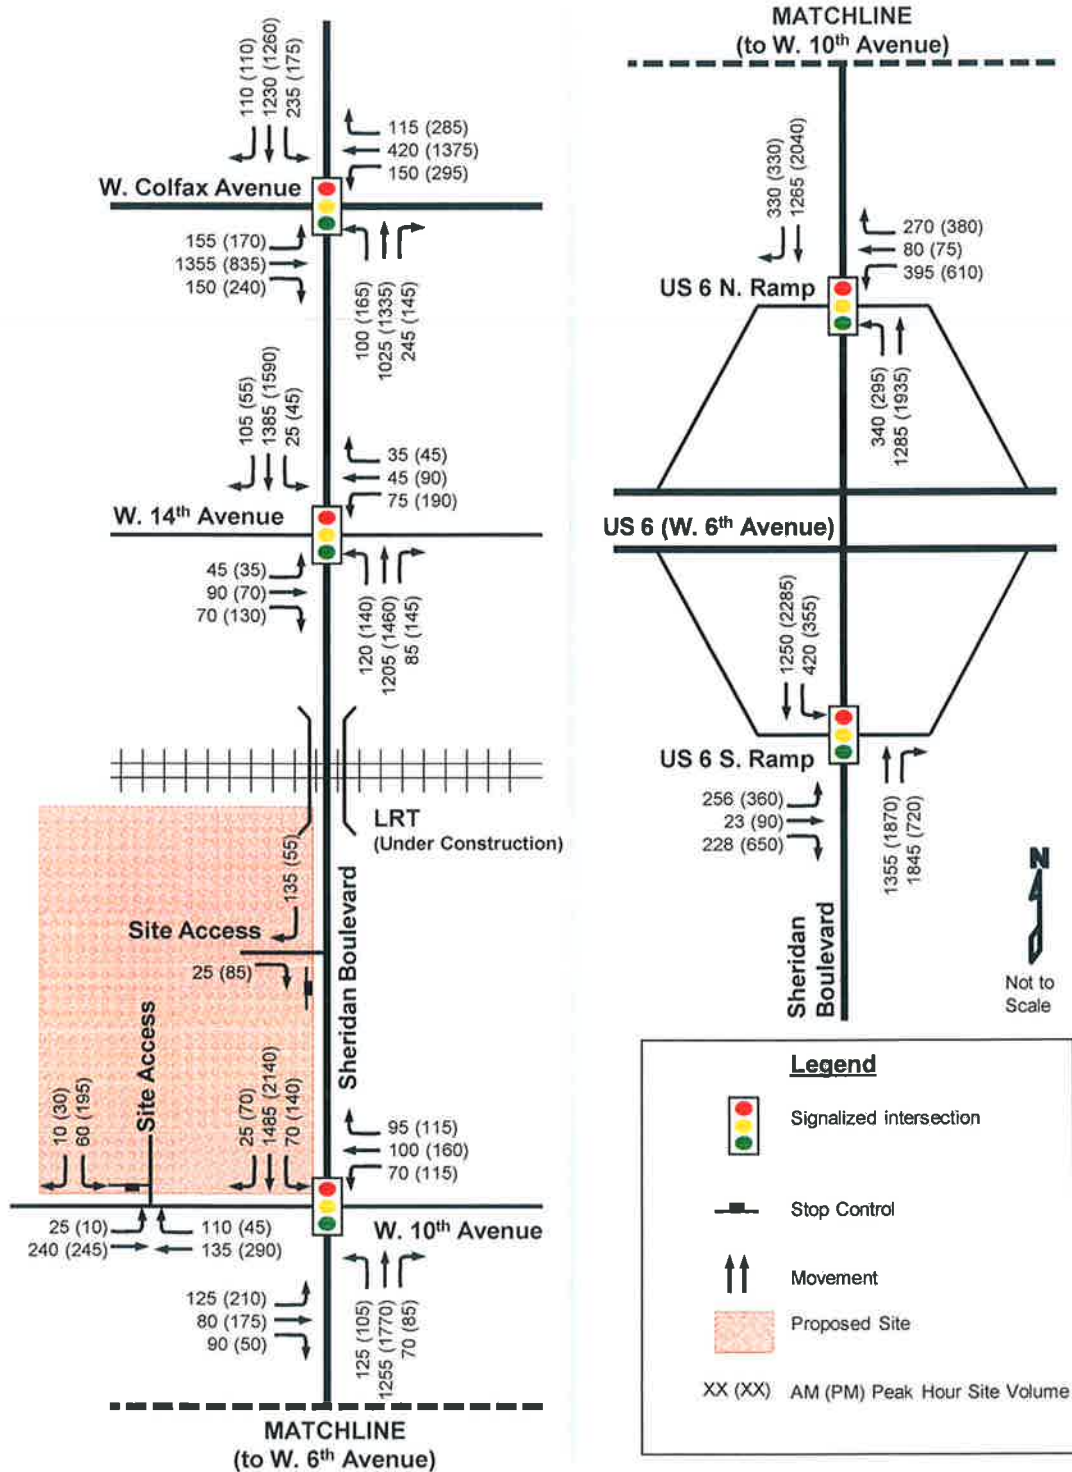 110 (110)
1230 (1260)
235 (175)
115 (285)
420 (1375)
150 (295)
W. Colfax Avenue
155 (170)
1355 (835)
150 (240)
100 (165)
1025 (1335)
245 (145)
105 (55)
1385 (1590)
25 (45)
35 (45)
45 (90)
75 (190)
W. 14th Avenue
45 (35)
90 (70)
70 (130)
120 (140)
1205 (1460)
85 (145)
LRT
(Under Construction)
135 (55)
Site Access
25 (85)
Sheridan Boulevard
Site Access
10 (30)
60 (195)
25 (70)
1485 (2140)
70 (140)
95 (115)
100 (160)
70 (115)
W. 10th Avenue
25 (10)
240 (245)
110 (45)
135 (290)
125 (210)
80 (175)
90 (50)
125 (105)
1255 (1770)
70 (85)
MATCHLINE
(to W. 6th Avenue)
MATCHLINE
(to W. 10th Avenue)
330 (330)
1265 (2040)
270 (380)
80 (75)
395 (610)
US 6 N. Ramp
340 (295)
1285 (1935)
US 6 (W. 6th Avenue)
1250 (2285)
420 (355)
US 6 S. Ramp
256 (360)
23 (90)
228 (650)
1355 (1870)
1845 (720)
Sheridan
Boulevard
N
Not to
Scale
Legend
Signalized intersection
Stop Control
Movement
Proposed Site
XX (XX) AM (PM) Peak Hour Site Volume